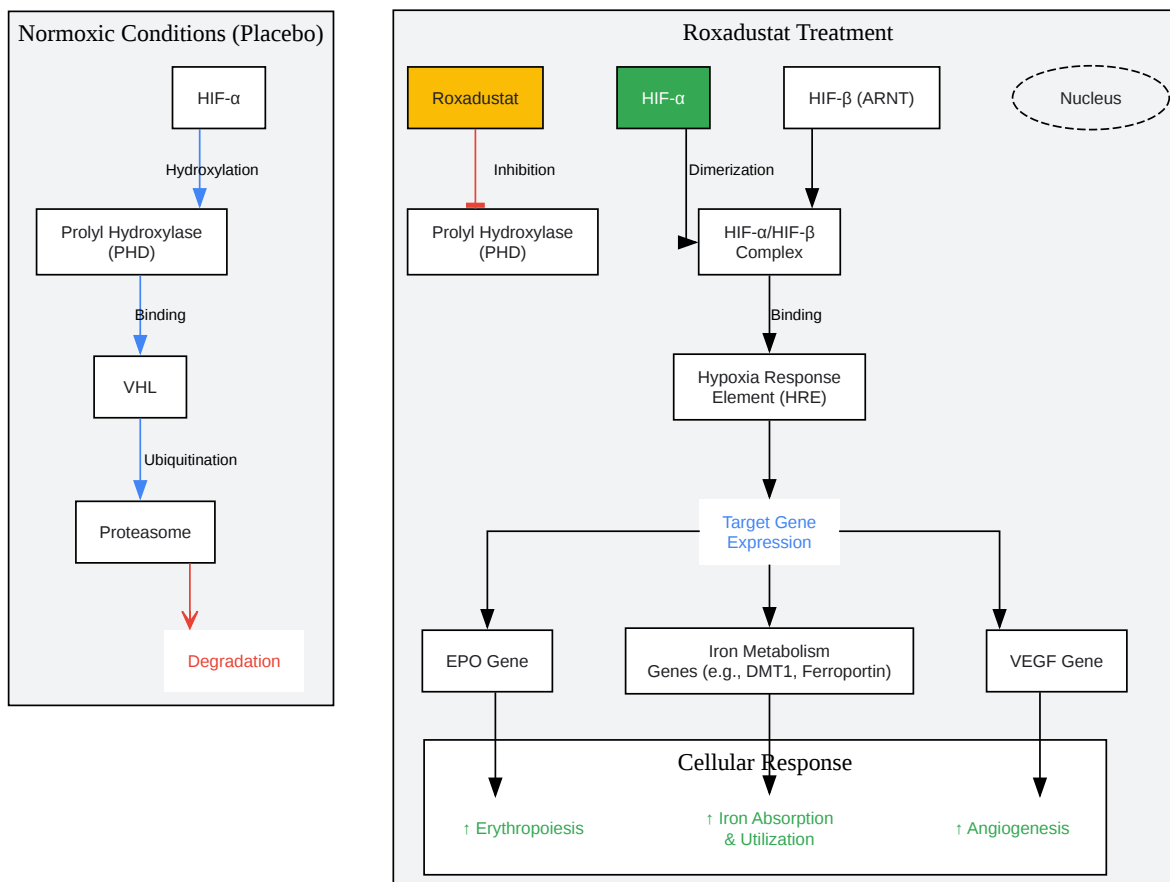 Normoxic Conditions (Placebo)
HIF-α
Hydroxylation
Prolyl Hydroxylase
(PHD)
Binding
VHL
Ubiquitination
Proteasome
Degradation
Roxadustat Treatment
Roxadustat
HIF-α
HIF-β (ARNT)
Nucleus
Inhibition
Dimerization
Prolyl Hydroxylase
(PHD)
HIF-α/HIF-β
Complex
Binding
Hypoxia Response
Element (HRE)
Target Gene
Expression
EPO Gene
Iron Metabolism
Genes (e.g., DMT1, Ferroportin)
VEGF Gene
Cellular Response
↑ Erythropoiesis
↑ Iron Absorption
& Utilization
↑ Angiogenesis